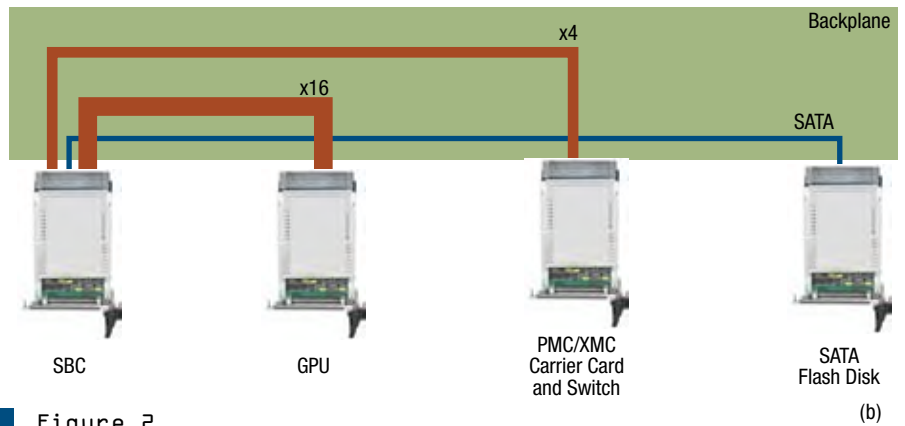 Backplane
x4
x16
SATA
SBC
GPU
PMC/XMC
Carrier Card
and Switch
SATA
Flash Disk
(b)
Figure 2